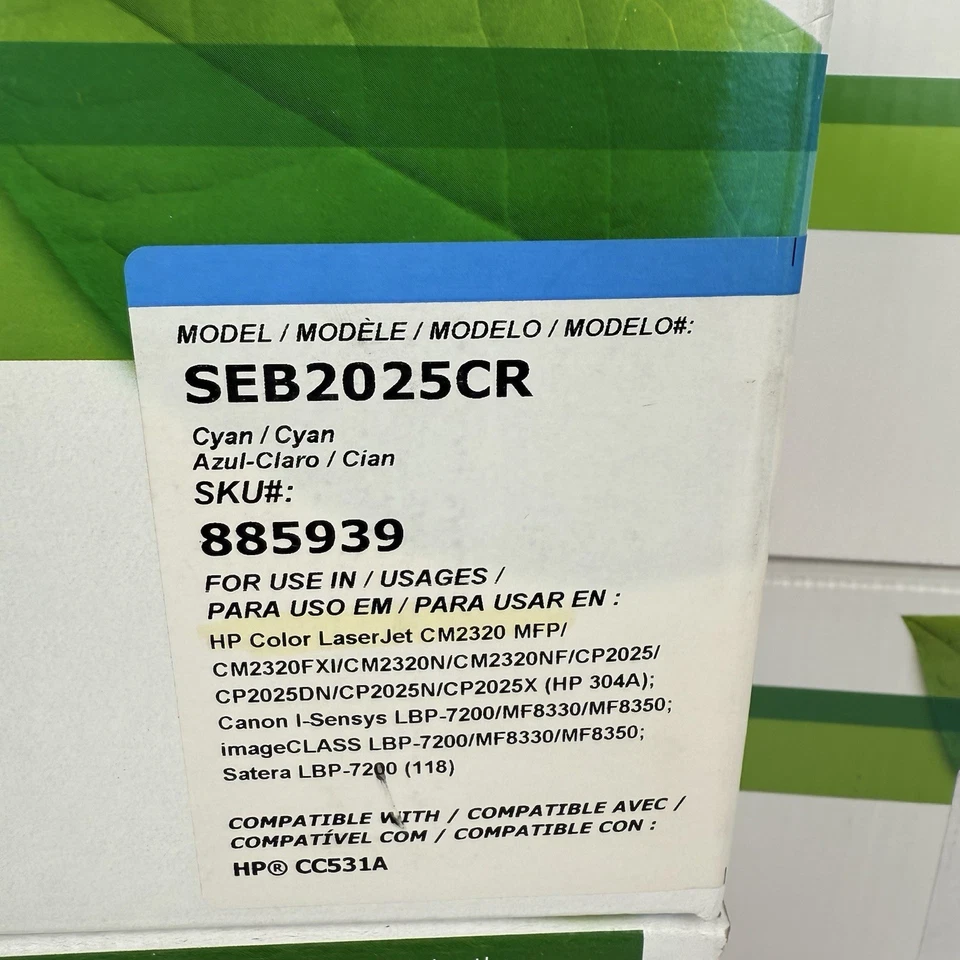 MODEL / MODÈLE / MODELO / MODELO#:
SEB2025CR
Cyan / Cyan
Azul-Claro / Cian
SKU#:
885939
FOR USE IN / USAGES /
PARA USO EM / PARA USAR EN :
HP Color LaserJet CM2320 MFP/
CM2320FXI/CM2320N/CM2320NF/CP2025/
CP2025DN/CP2025N/CP2025X (HP 304A);
Canon I-Sensys LBP-7200/MF8330/MF8350;
imageCLASS LBP-7200/MF8330/MF8350;
Satera LBP-7200 (118)
COMPATIBLE WITH / COMPATIBLE AVEC /
COMPATÍVEL COM / COMPATIBLE CON :
HP® CC531A